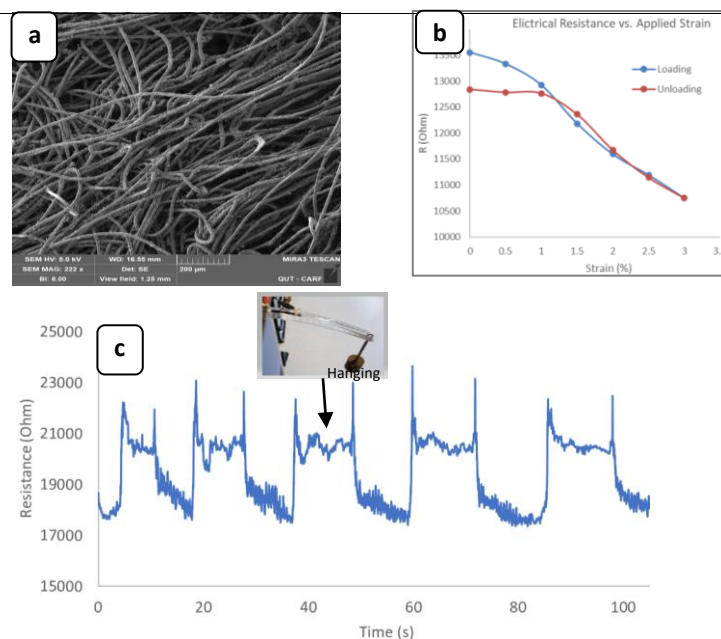 a
SEM HV: 5.0 kV WD: 16.55 mm MIRA3 TESCAN
SEM MAG: 222 x Det: SE 200 µm
BI: 6.00 View field: 1.25 mm QUT - CARF
b
Elictrical Resistance vs. Applied Strain
13500
13000
12500
12000
11500
11000
10500
10000
R (Ohm)
Loading
Unloading
0 0.5 1 1.5 2 2.5 3 3.
Strain (%)
c
Hanging
25000
23000
21000
19000
17000
15000
Resistance (Ohm)
0 20 40 60 80 100
Time (s)